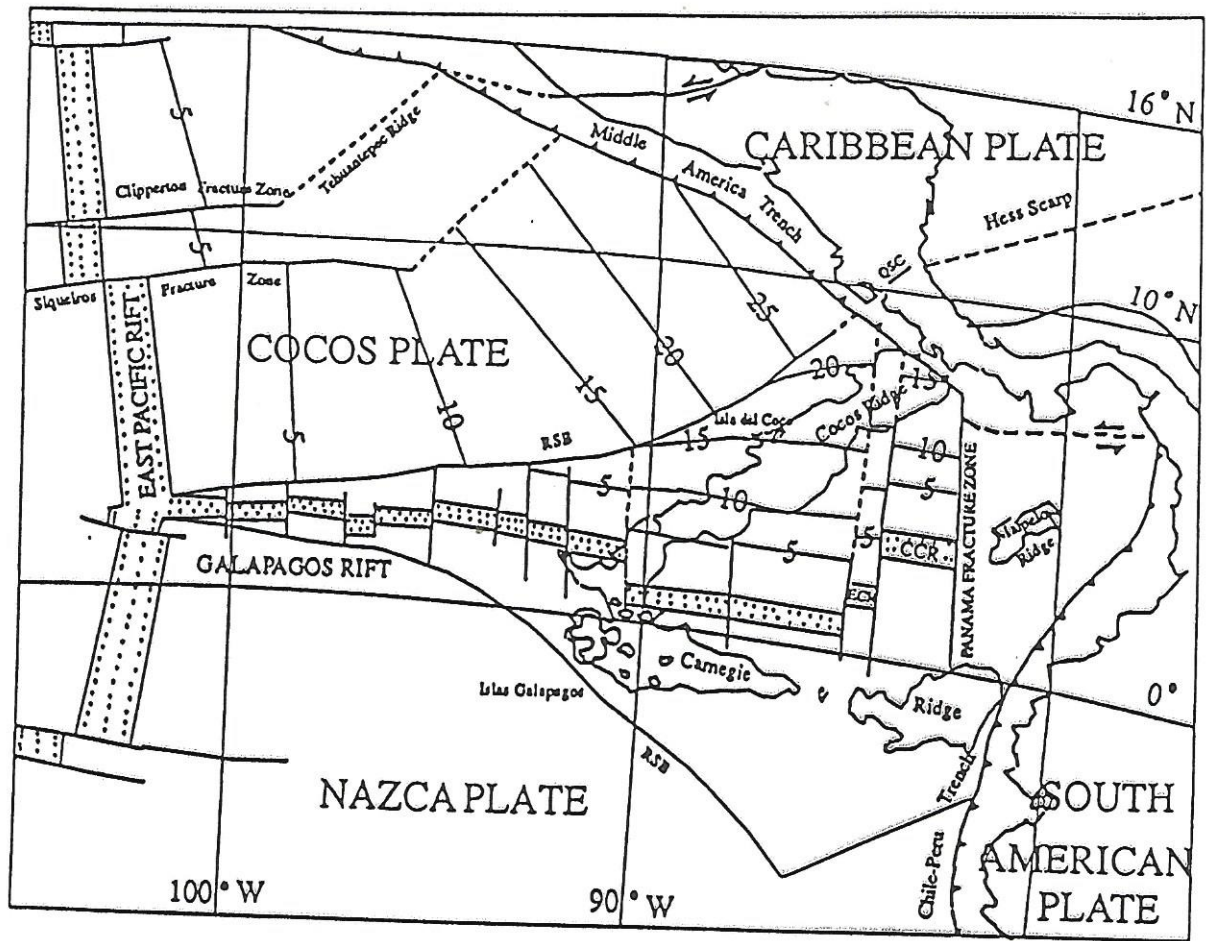 16° N
5
Middle
America
Trench
CARIBBEAN PLATE
Tehuantepec Ridge
Clipperton Fracture Zone
Hess Scarp
5
QSC
Siqueiros Fracture Zone
10° N
25
EAST PACIFIC RIFT
COCOS PLATE
20
20
15
15
5
10
Isla del Coco
Cocos Ridge
RSB
15
10
5
10
5
PANAMA FRACTURE ZONE
Malpelo
Ridge
5
5
CCR
GALAPAGOS RIFT
ECR
Carnegie
Ridge
0°
Islas Galapagos
RSB
NAZCA PLATE
Chile-Peru Trench
SOUTH
AMERICAN
PLATE
100° W
90° W